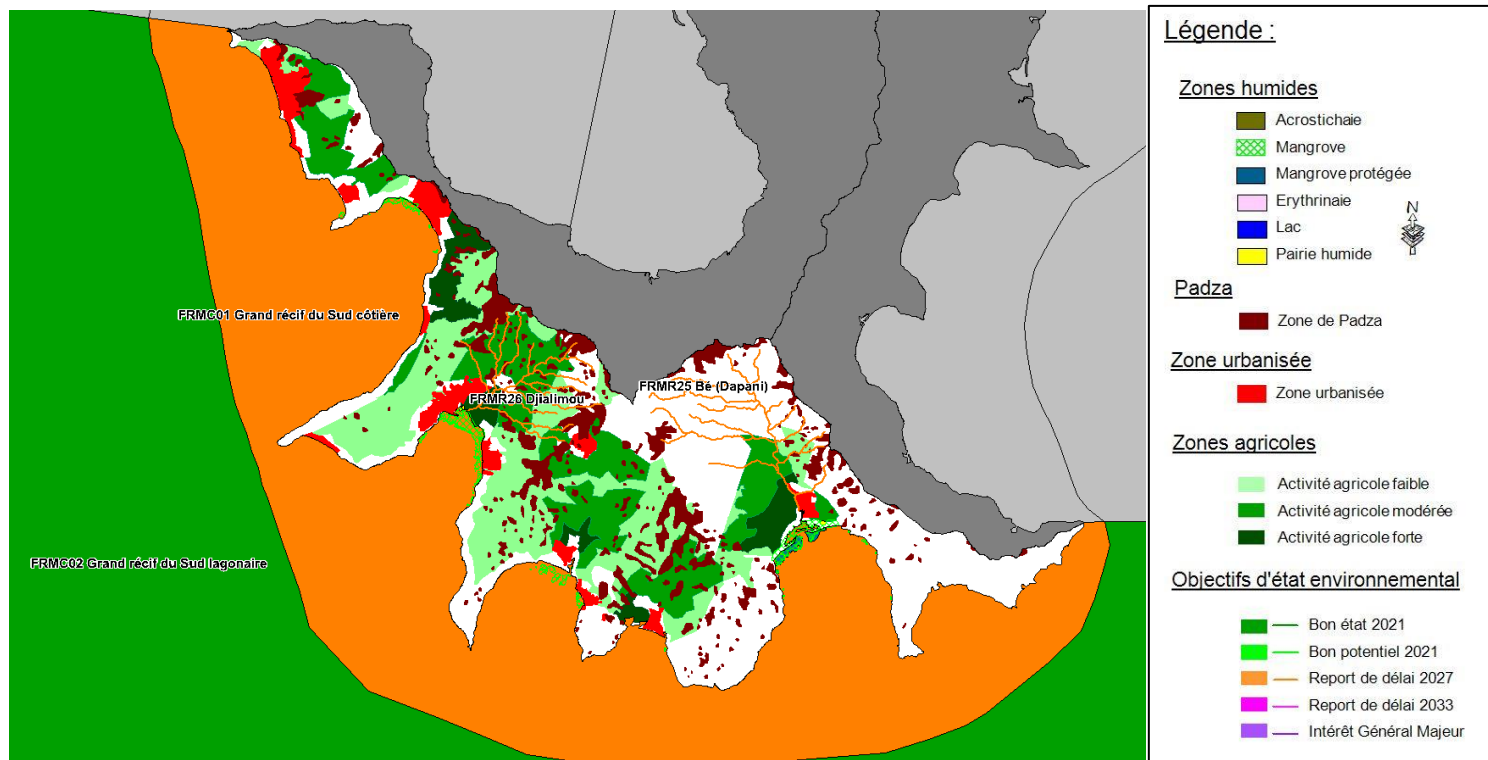 FRMC01 Grand récif du Sud côtière
FRMR25 Bé (Dapani)
FRMR26 Djialimou
FRMC02 Grand récif du Sud lagonaire
Légende :
Zones humides
Acrostichaie
Mangrove
Mangrove protégée
Erythrinaie
Lac
Pairie humide
N
Padza
Zone de Padza
Zone urbanisée
Zone urbanisée
Zones agricoles
Activité agricole faible
Activité agricole modérée
Activité agricole forte
Objectifs d'état environnemental
Bon état 2021
Bon potentiel 2021
Report de délai 2027
Report de délai 2033
Intérêt Général Majeur